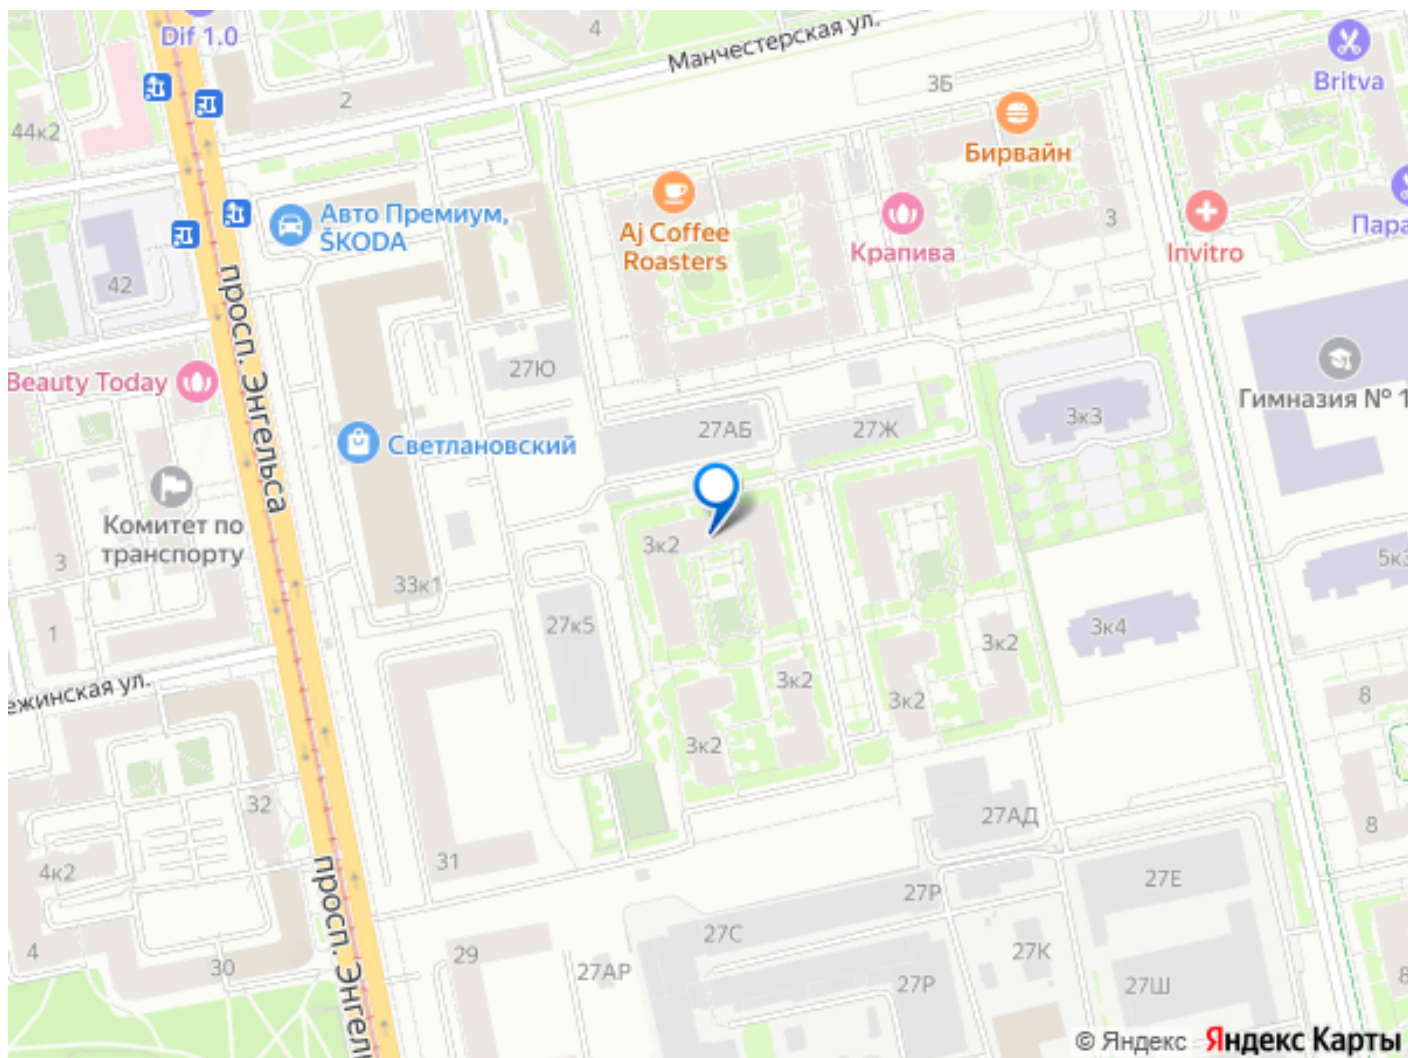 Dif 1.0
4
Манчестерская ул.
3Б
Britva
2
44к2
Бирвайн
Авто Премиум,
ŠKODA
Aj Coffee
Roasters
Крапива
3
Invitro
Пара
42
просп. Энгельса
27Ю
Beauty Today
Гимназия № 1
3к3
27АБ
27Ж
Светлановский
Комитет по
транспорту
3
3к2
33к1
5к3
27к5
3к4
1
3к2
3к2
ежинская ул.
3к2
8
3к2
32
27АД
8
31
4к2
просп. Энгель
27Е
27Р
27С
4
29
30
27АР
27К
27Р
27Ш
8
© Яндекс Яндекс Карты